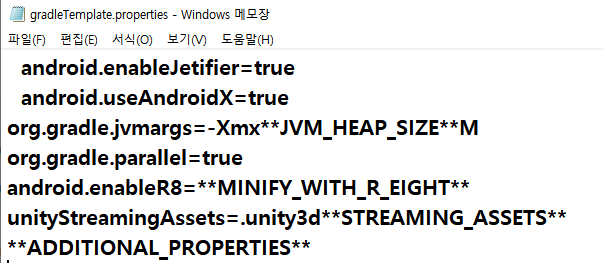 gradleTemplate.properties - Windows 메모장
파일(F) 편집(E) 서식(O) 보기(V) 도움말(H)
android.enableJetifier=true
android.useAndroidX=true
org.gradle.jvmargs=-Xmx**JVM_HEAP_SIZE**M
org.gradle.parallel=true
android.enableR8=**MINIFY_WITH_R_EIGHT**
unityStreamingAssets=.unity3d**STREAMING_ASSETS**
**ADDITIONAL_PROPERTIES**